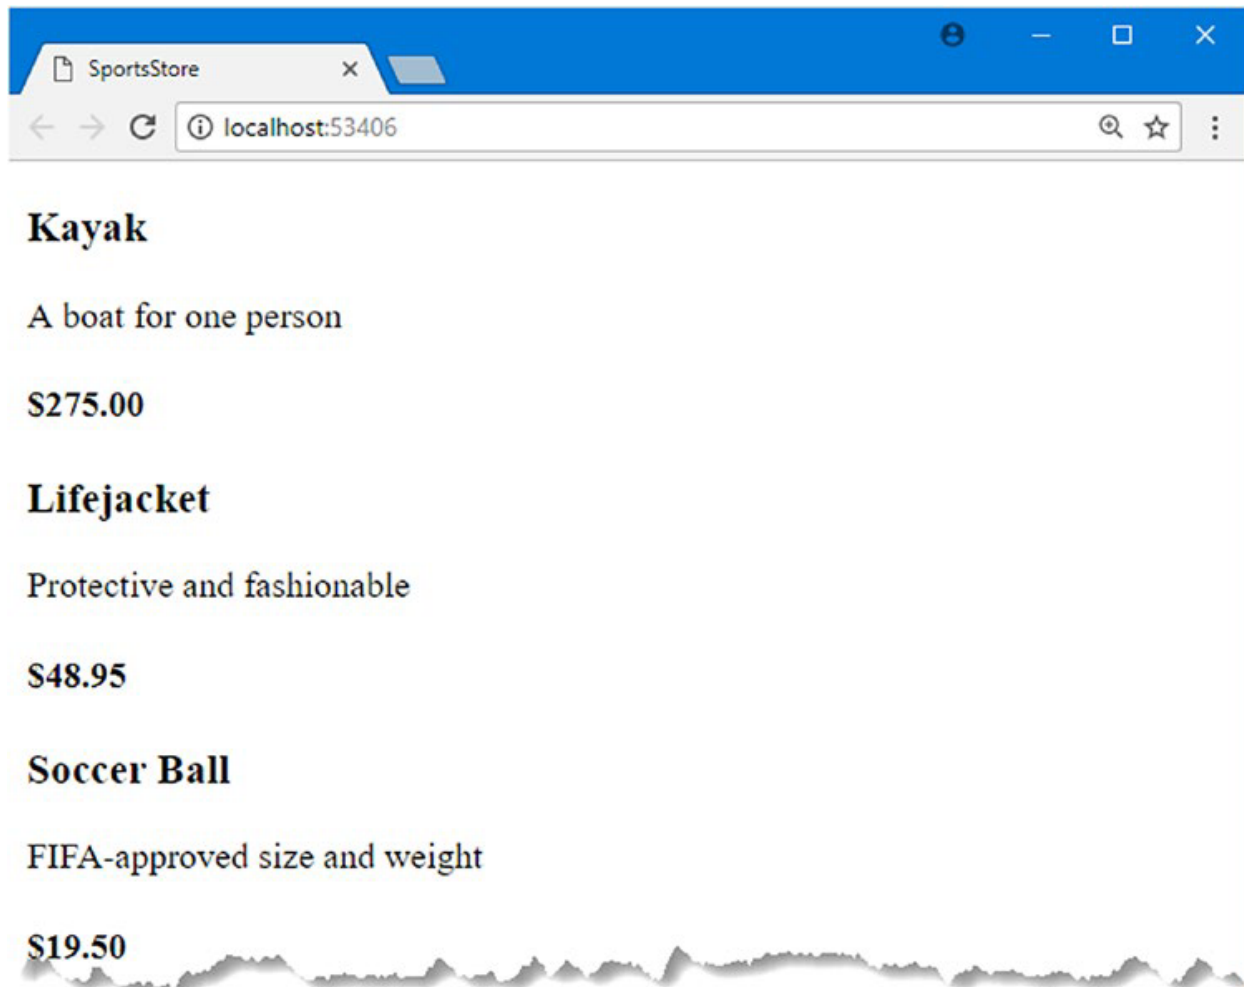 SportsStore
localhost:53406
Kayak
A boat for one person
$275.00
Lifejacket
Protective and fashionable
$48.95
Soccer Ball
FIFA-approved size and weight
$19.50